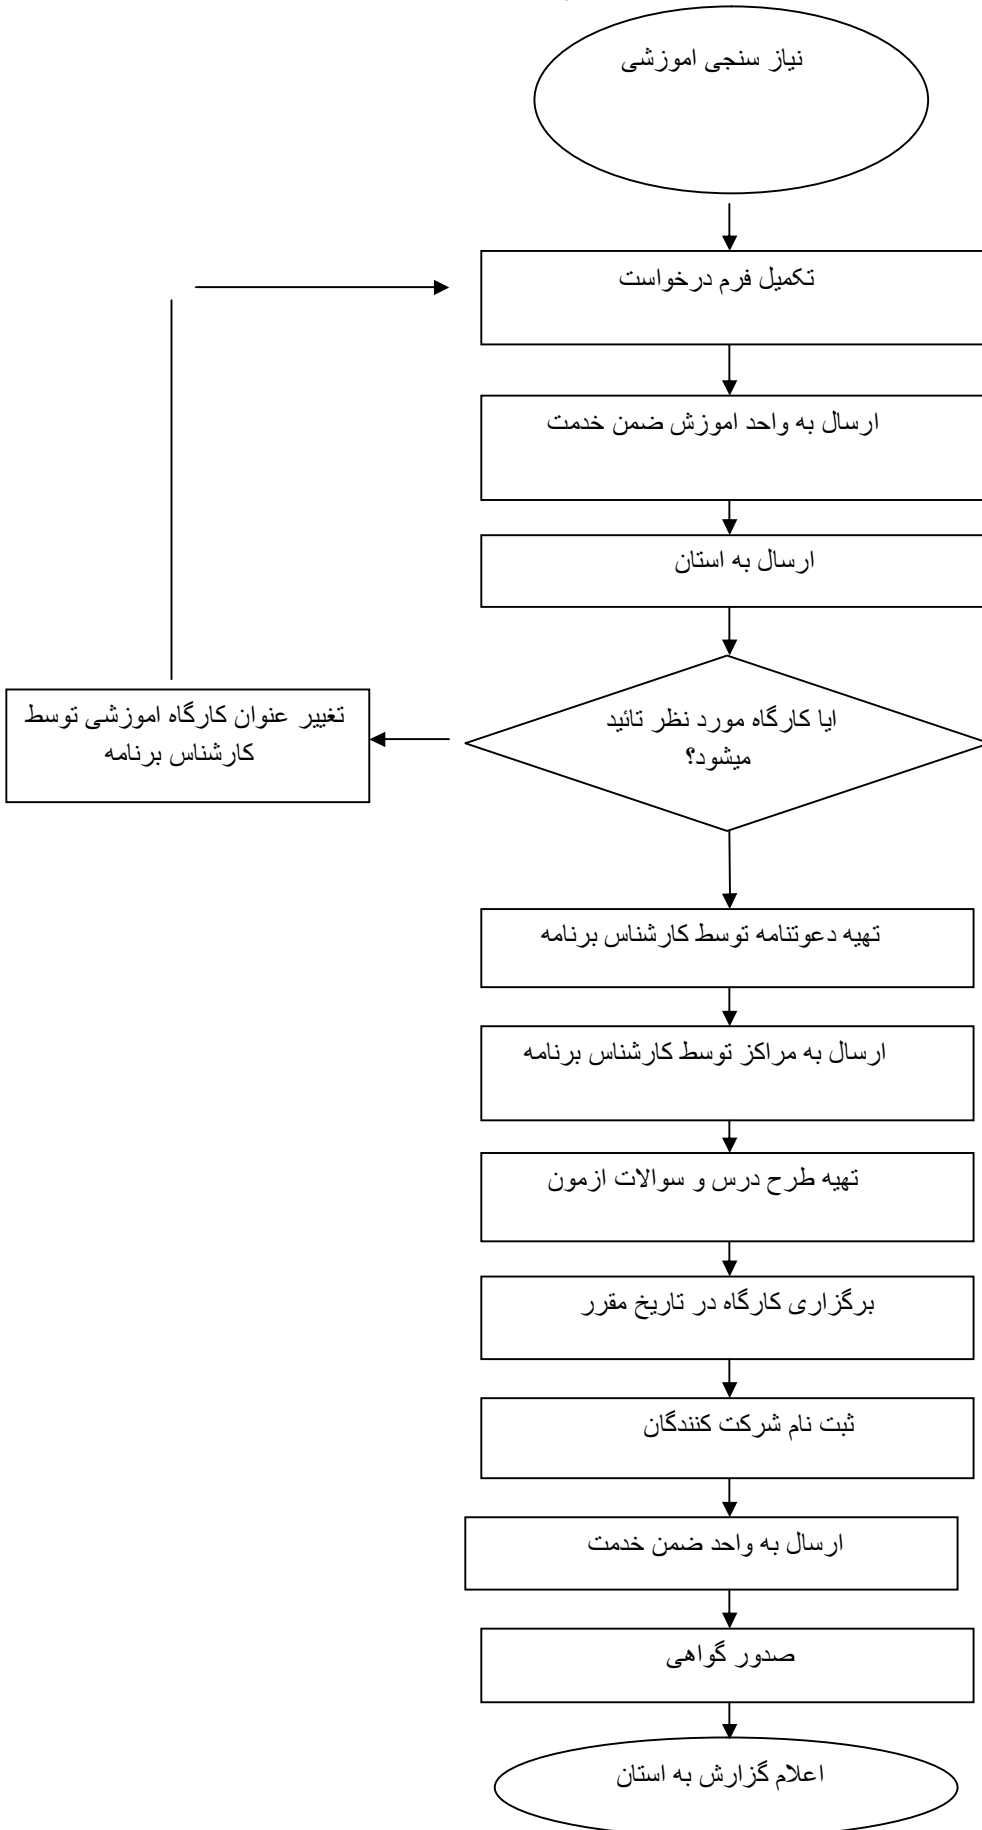 نیاز سنجی اموزشی
تکمیل فرم درخواست
ارسال به واحد اموزش ضمن خدمت
ارسال به استان
ایا کارگاه مورد نظر تائید
میشود؟
تغییر عنوان کارگاه اموزشی توسط
کارشناس برنامه
تهیه دعوتنامه توسط کارشناس برنامه
ارسال به مراکز توسط کارشناس برنامه
تهیه طرح درس و سوالات ازمون
برگزاری کارگاه در تاریخ مقرر
ثبت نام شرکت کنندگان
ارسال به واحد ضمن خدمت
صدور گواهی
اعلام گزارش به استان